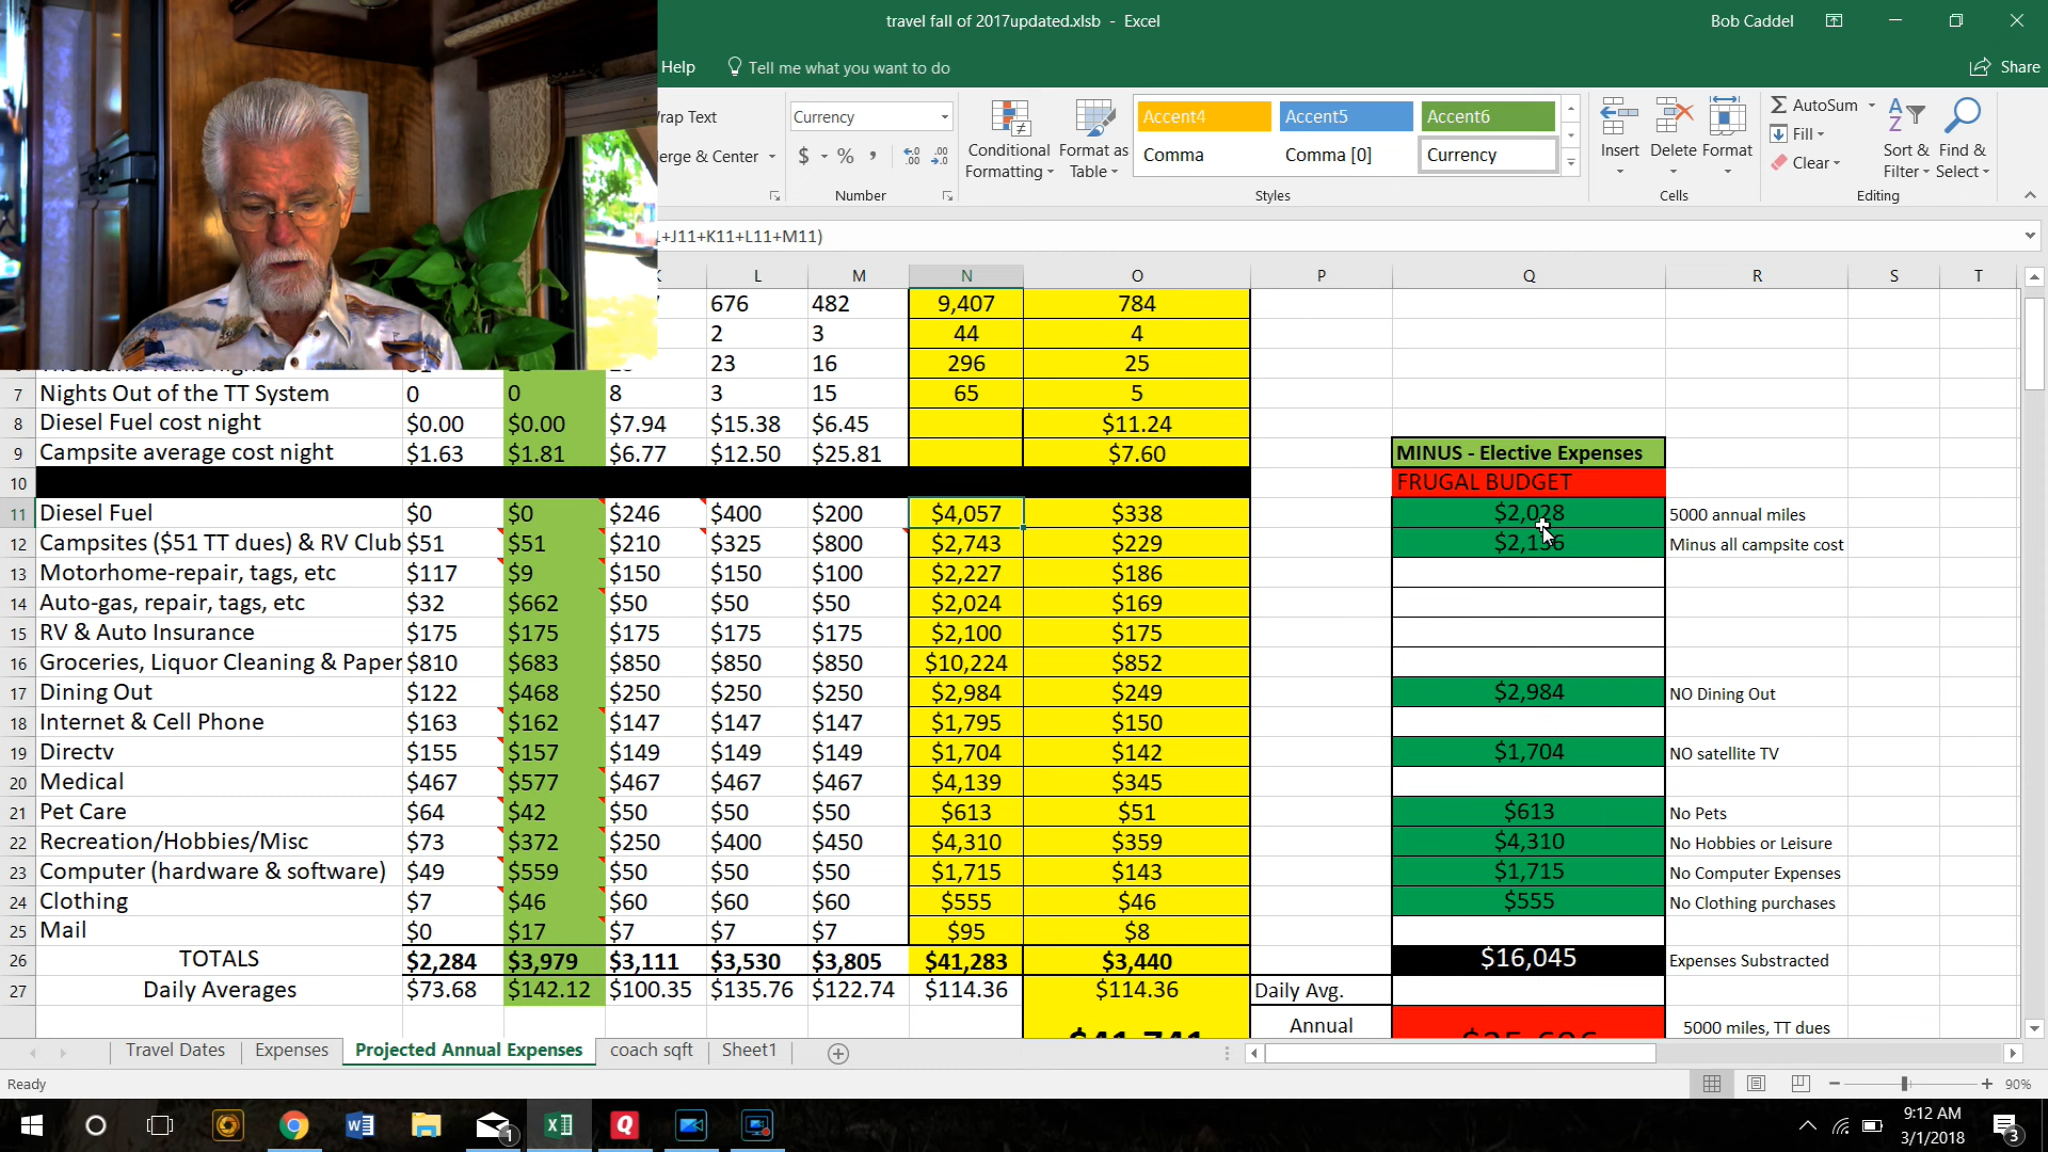 travel fall of 2017updated.xlsb - Excel
Bob Caddel
Help Tell me what you want to do
Share
rap Text
Currency
Accent4 Accent5 Accent6
AutoSum
Fill
Clear
erge & Center
$ % ,
Conditional Formatting
Format as Table
Comma Comma [0] Currency
Insert Delete Format
Sort & Filter
Find & Select
Number Styles Cells Editing
+J11+K11+L11+M11)
L M N O P Q R S T
676 482 9,407 784
2 3 44 4
23 16 296 25
7 Nights Out of the TT System 0 0 8 3 15 65 5
8 Diesel Fuel cost night $0.00 $0.00 $7.94 $15.38 $6.45 $11.24
9 Campsite average cost night $1.63 $1.81 $6.77 $12.50 $25.81 $7.60 MINUS - Elective Expenses
10 FRUGAL BUDGET
11 Diesel Fuel $0 $0 $246 $400 $200 $4,057 $338 $2,028 5000 annual miles
12 Campsites ($51 TT dues) & RV Club $51 $51 $210 $325 $800 $2,743 $229 $2,136 Minus all campsite cost
13 Motorhome-repair, tags, etc $117 $9 $150 $150 $100 $2,227 $186
14 Auto-gas, repair, tags, etc $32 $662 $50 $50 $50 $2,024 $169
15 RV & Auto Insurance $175 $175 $175 $175 $175 $2,100 $175
16 Groceries, Liquor Cleaning & Paper $810 $683 $850 $850 $850 $10,224 $852
17 Dining Out $122 $468 $250 $250 $250 $2,984 $249 $2,984 NO Dining Out
18 Internet & Cell Phone $163 $162 $147 $147 $147 $1,795 $150
19 Directv $155 $157 $149 $149 $149 $1,704 $142 $1,704 NO satellite TV
20 Medical $467 $577 $467 $467 $467 $4,139 $345
21 Pet Care $64 $42 $50 $50 $50 $613 $51 $613 No Pets
22 Recreation/Hobbies/Misc $73 $372 $250 $400 $450 $4,310 $359 $4,310 No Hobbies or Leisure
23 Computer (hardware & software) $49 $559 $50 $50 $50 $1,715 $143 $1,715 No Computer Expenses
24 Clothing $7 $46 $60 $60 $60 $555 $46 $555 No Clothing purchases
25 Mail $0 $17 $7 $7 $7 $95 $8
26 TOTALS $2,284 $3,979 $3,111 $3,530 $3,805 $41,283 $3,440 $16,045 Expenses Substracted
27 Daily Averages $73.68 $142.12 $100.35 $135.76 $122.74 $114.36 $114.36 Daily Avg.
Annual 5000 miles, TT dues
Travel Dates Expenses Projected Annual Expenses coach sqft Sheet1
Ready 90%
1
9:12 AM
3/1/2018
3